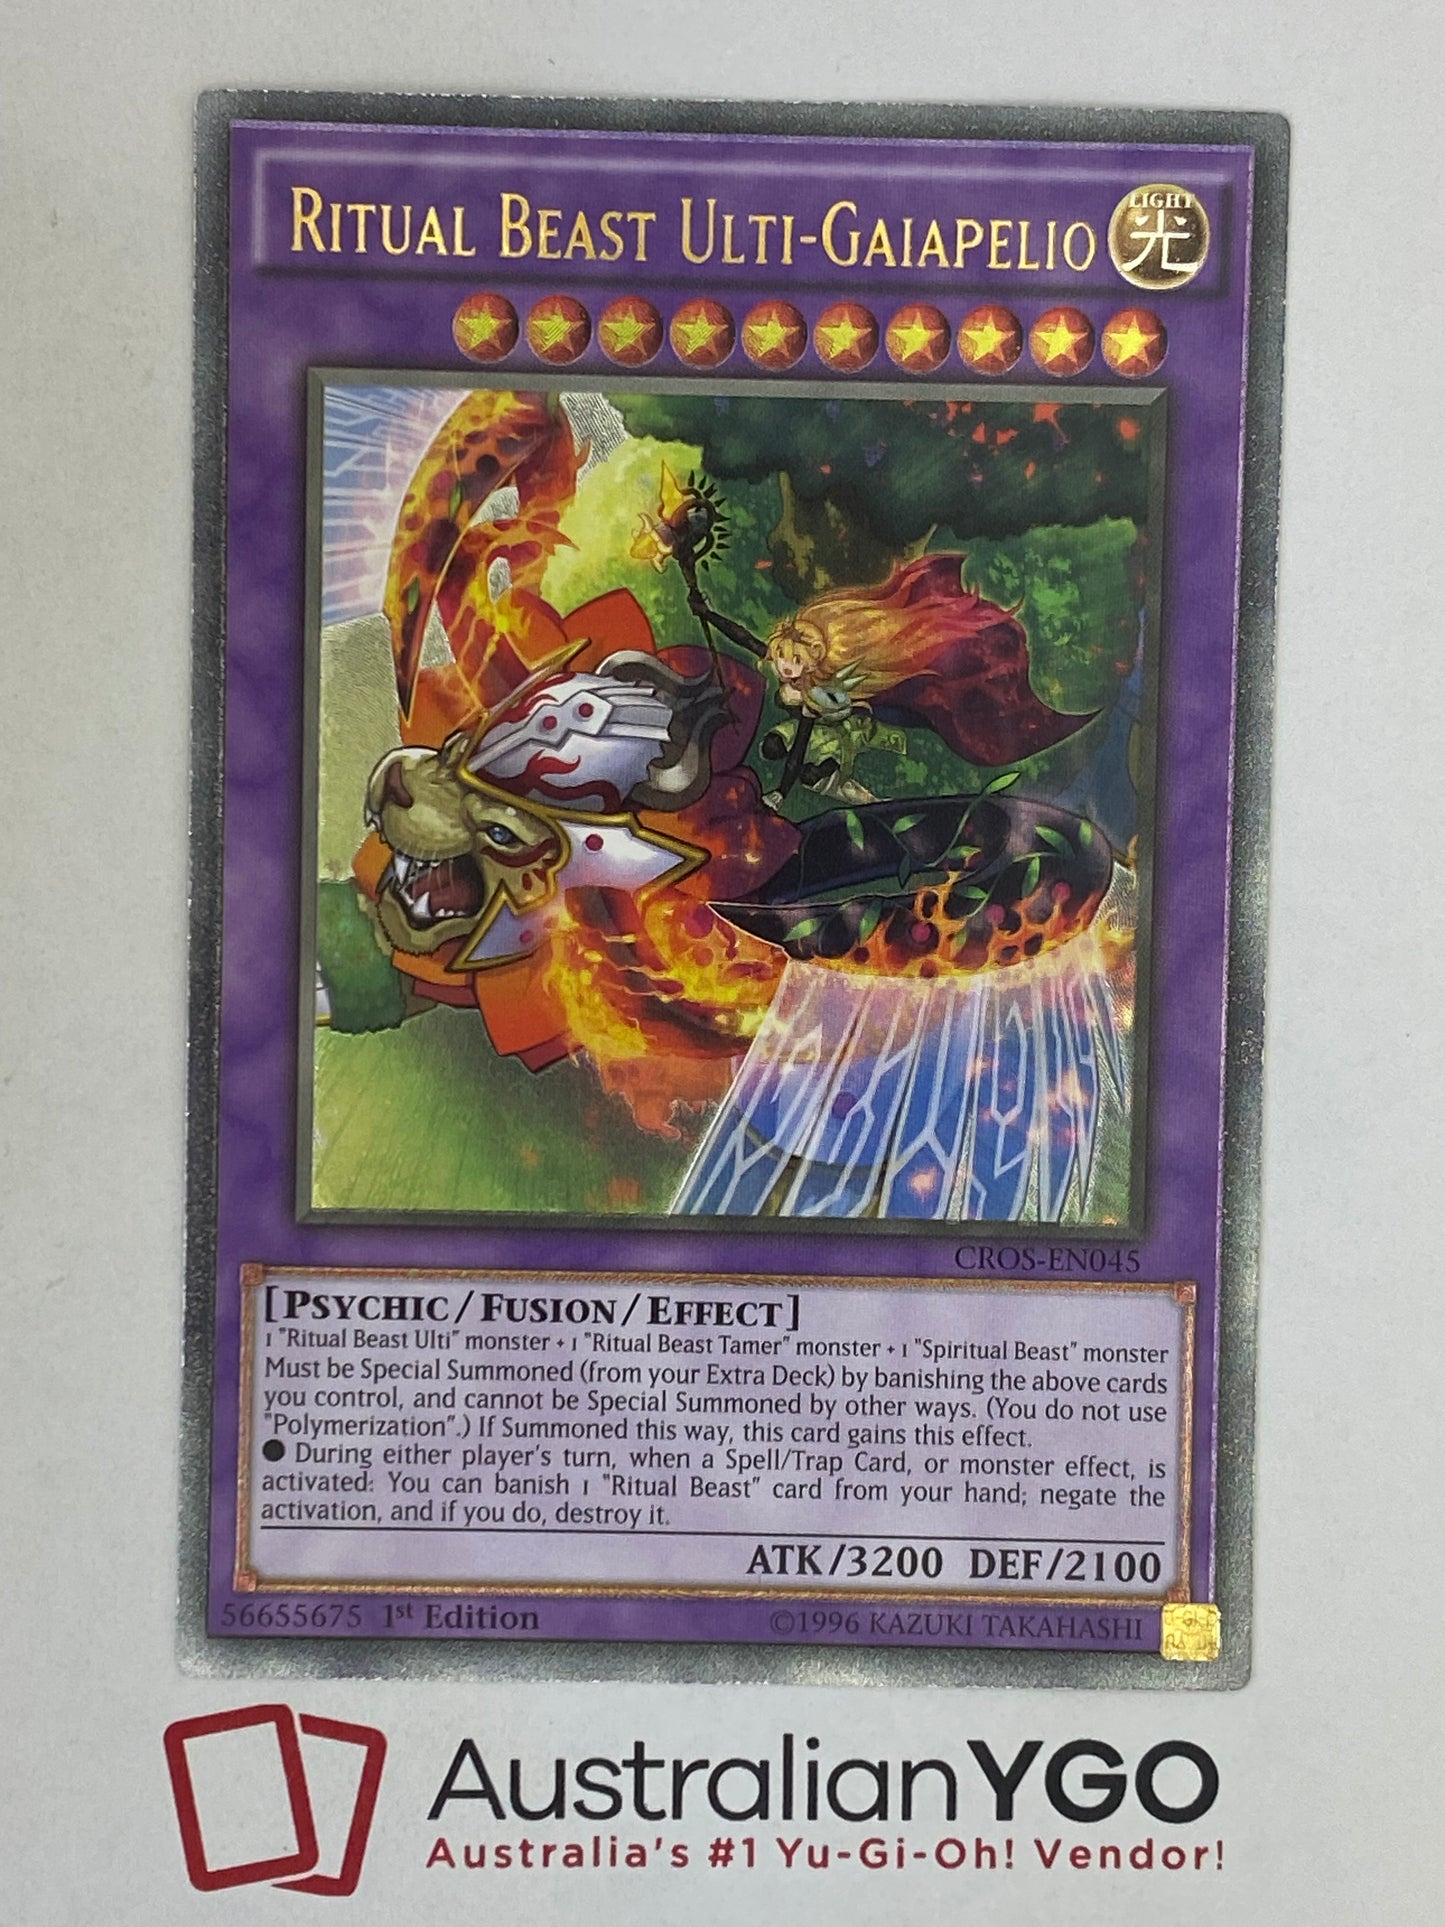 RITUAL BEAST ULTI-GAIAPELIO
LIGHT
光
CROS-EN045
[PSYCHIC/FUSION/EFFECT]
1 "Ritual Beast Ulti" monster + 1 "Ritual Beast Tamer" monster + 1 "Spiritual Beast" monster
Must be Special Summoned (from your Extra Deck) by banishing the above cards
you control, and cannot be Special Summoned by other ways. (You do not use
"Polymerization".) If Summoned this way, this card gains this effect.
● During either player's turn, when a Spell/Trap Card, or monster effect, is
activated: You can banish 1 "Ritual Beast" card from your hand; negate the
activation, and if you do, destroy it.
ATK/3200 DEF/2100
56655675 1st Edition ©1996 KAZUKI TAKAHASHI
AustralianYGO
Australia's #1 Yu-Gi-Oh! Vendor!